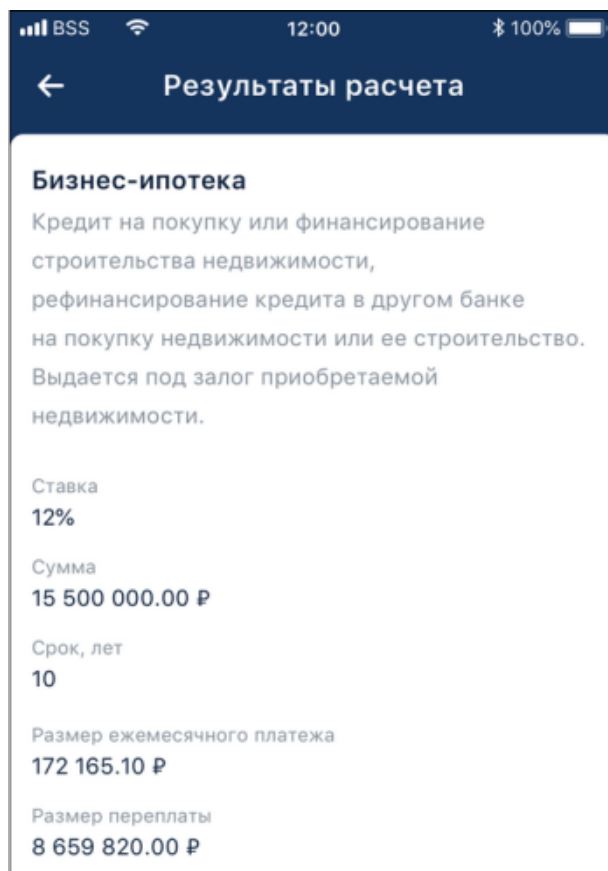 BSS 12:00 100%
Результаты расчета
Бизнес-ипотека
Кредит на покупку или финансирование
строительства недвижимости,
рефинансирование кредита в другом банке
на покупку недвижимости или ее строительство.
Выдается под залог приобретаемой
недвижимости.
Ставка
12%
Сумма
15 500 000.00 ₽
Срок, лет
10
Размер ежемесячного платежа
172 165.10 ₽
Размер переплаты
8 659 820.00 ₽